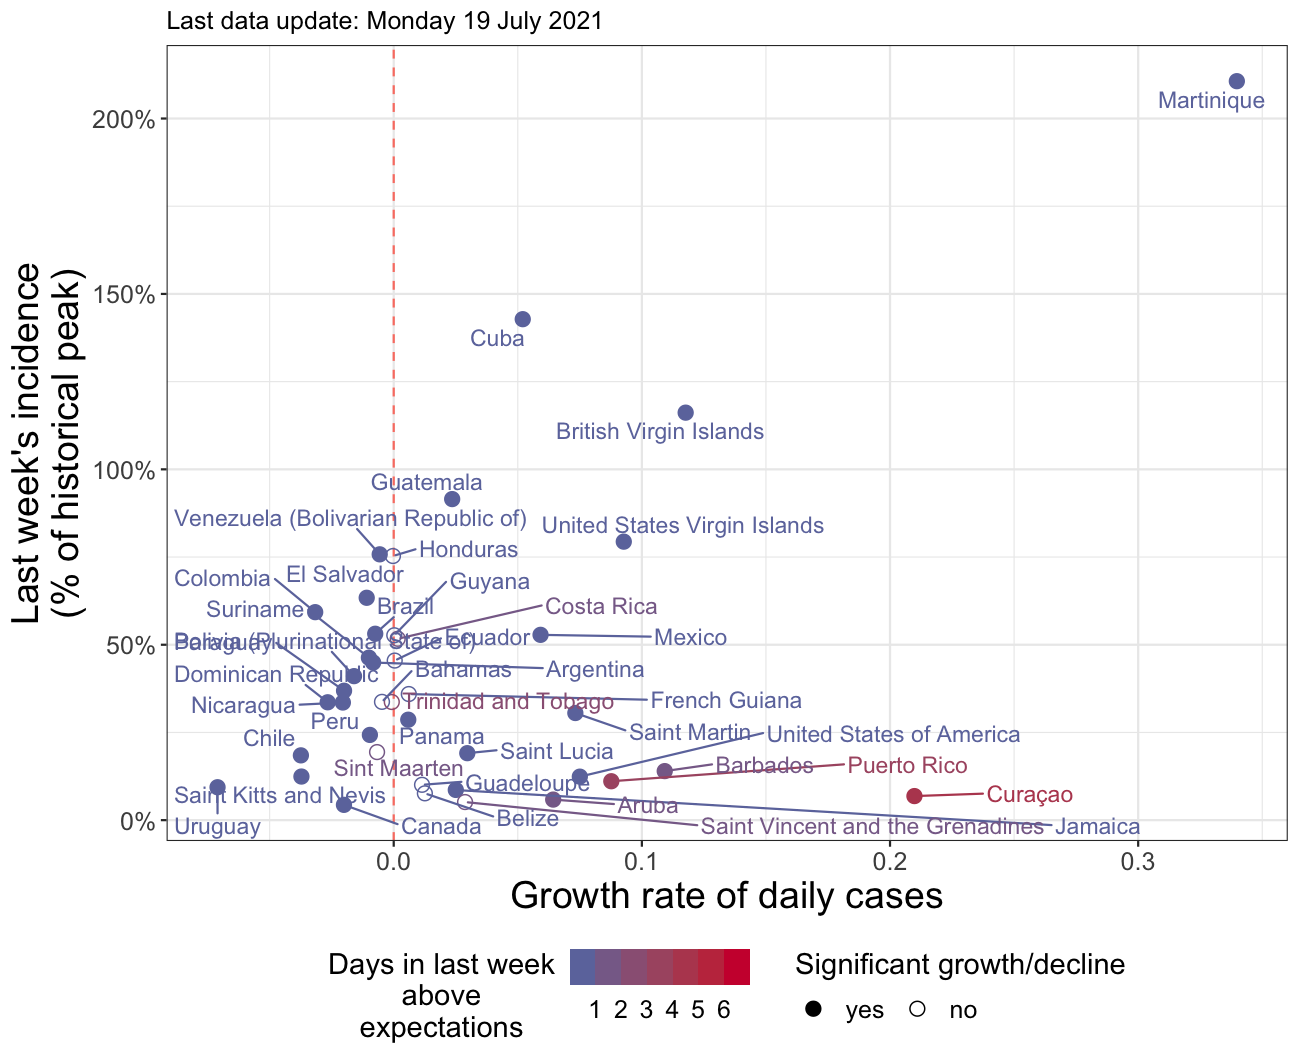 Last data update: Monday 19 July 2021
Last week's incidence
(% of historical peak)
200%
150%
100%
50%
0%
Martinique
Cuba
British Virgin Islands
Guatemala
Venezuela (Bolivarian Republic of)
United States Virgin Islands
Honduras
El Salvador
Colombia
Guyana
Suriname
Brazil
Costa Rica
Paraguay
Bolivia (Plurinational State of)
Ecuador
Mexico
Dominican Republic
Bahamas
Argentina
Nicaragua
Trinidad and Tobago
French Guiana
Peru
Chile
Panama
Saint Martin
United States of America
Saint Lucia
Sint Maarten
Barbados
Puerto Rico
Guadeloupe
Saint Kitts and Nevis
Aruba
Curaçao
Uruguay
Canada
Belize
Saint Vincent and the Grenadines
Jamaica
0.0
0.1
0.2
0.3
Growth rate of daily cases
Days in last week
above
expectations
1 2 3 4 5 6
Significant growth/decline
yes
no